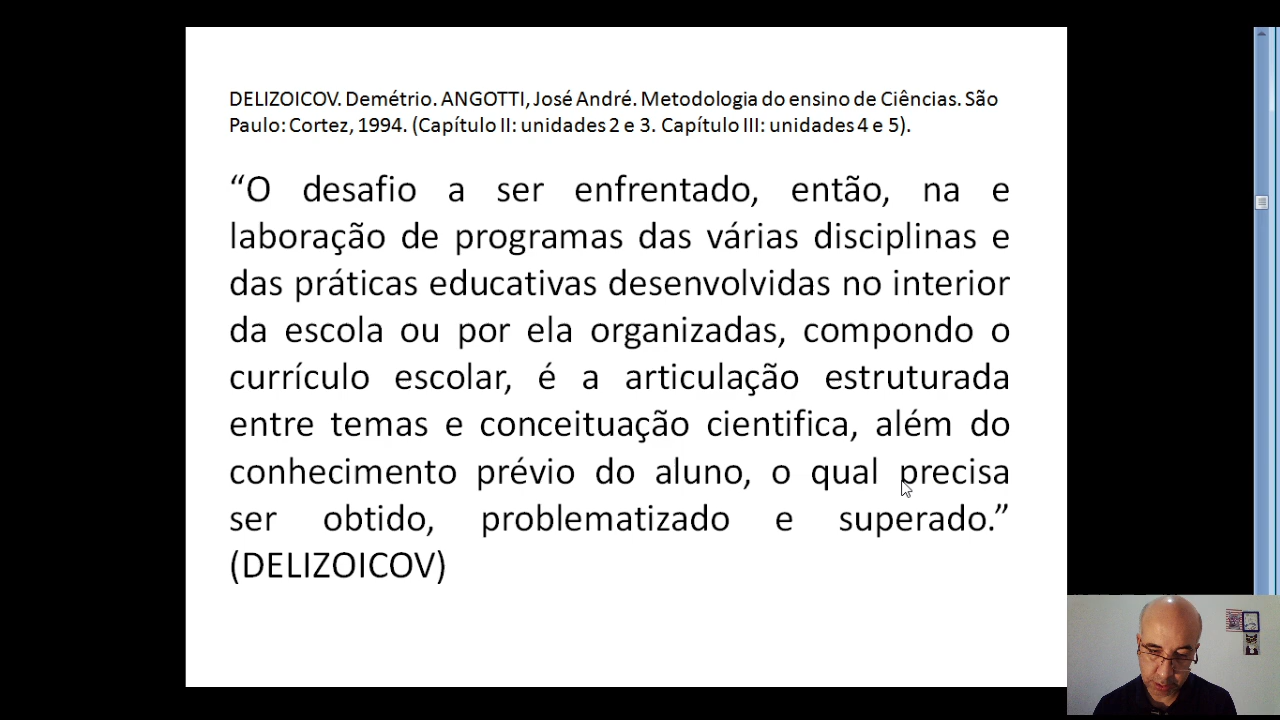 DELIZOICOV. Demétrio. ANGOTTI, José André. Metodologia do ensino de Ciências. São
Paulo: Cortez, 1994. (Capítulo II: unidades 2 e 3. Capítulo III: unidades 4 e 5).
“O desafio a ser enfrentado, então, na e
laboração de programas das várias disciplinas e
das práticas educativas desenvolvidas no interior
da escola ou por ela organizadas, compondo o
currículo escolar, é a articulação estruturada
entre temas e conceituação cientifica, além do
conhecimento prévio do aluno, o qual precisa
ser obtido, problematizado e superado.”
(DELIZOICOV)